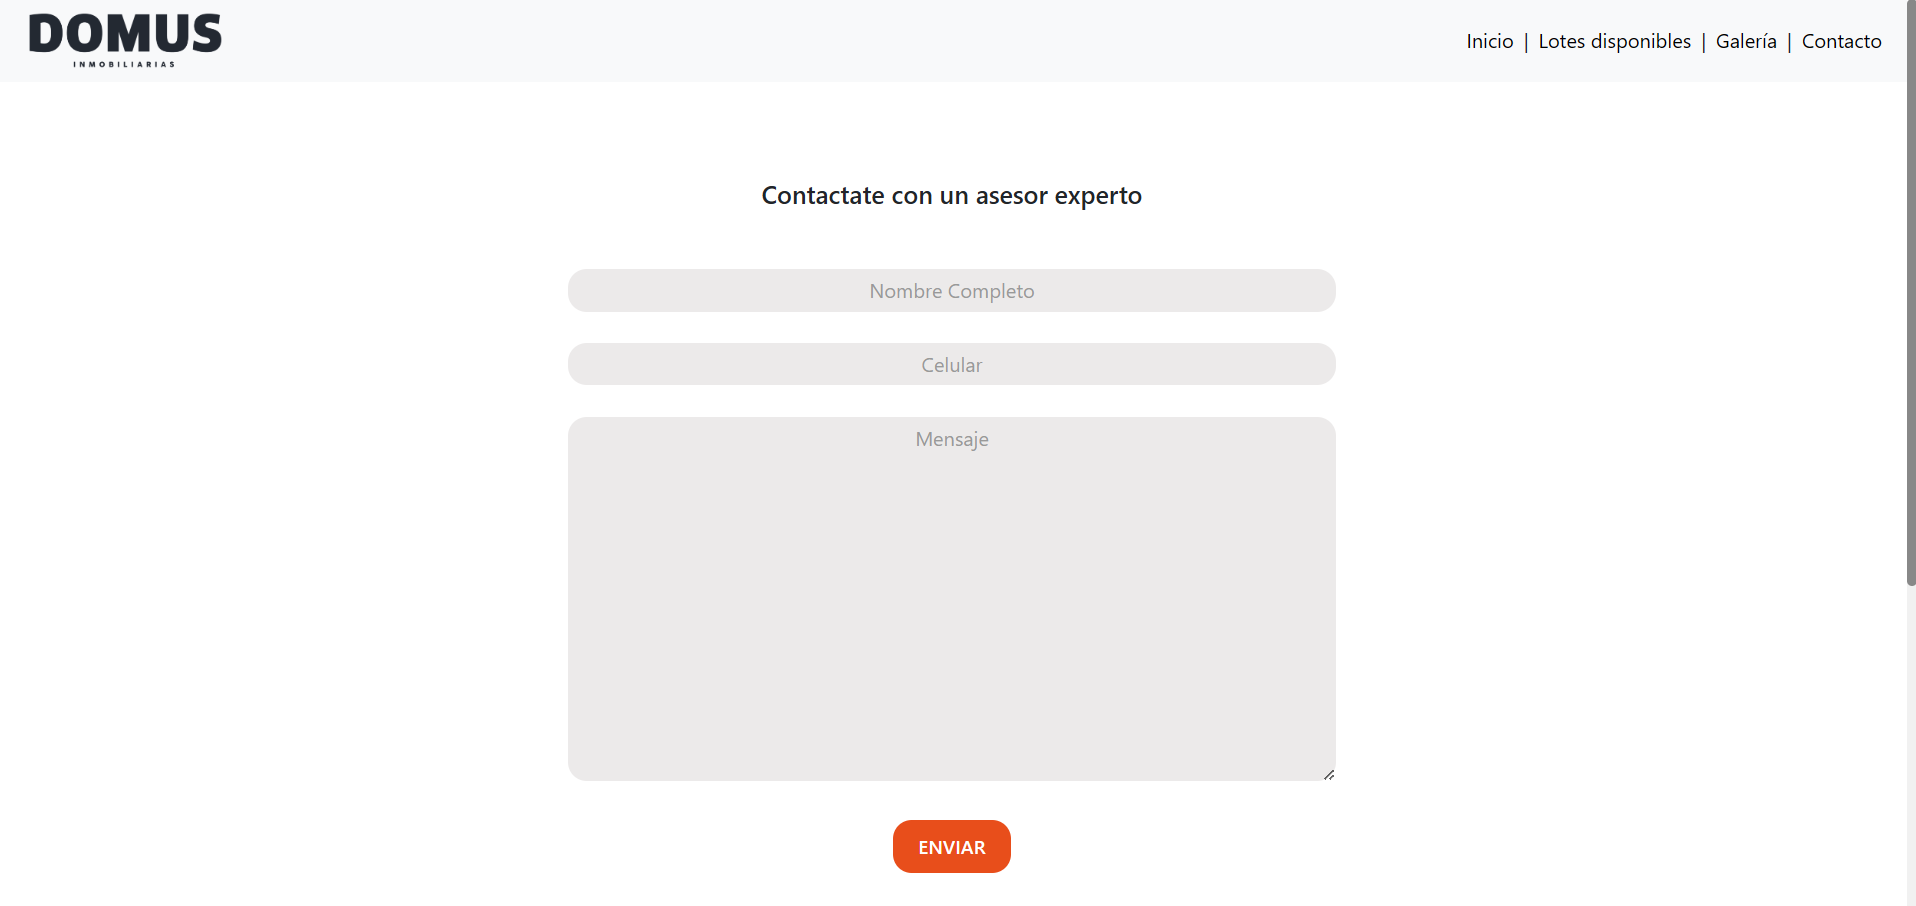 DOMUS
INMOBILIARIAS
Inicio | Lotes disponibles | Galería | Contacto
Contactate con un asesor experto
Nombre Completo
Celular
Mensaje
ENVIAR